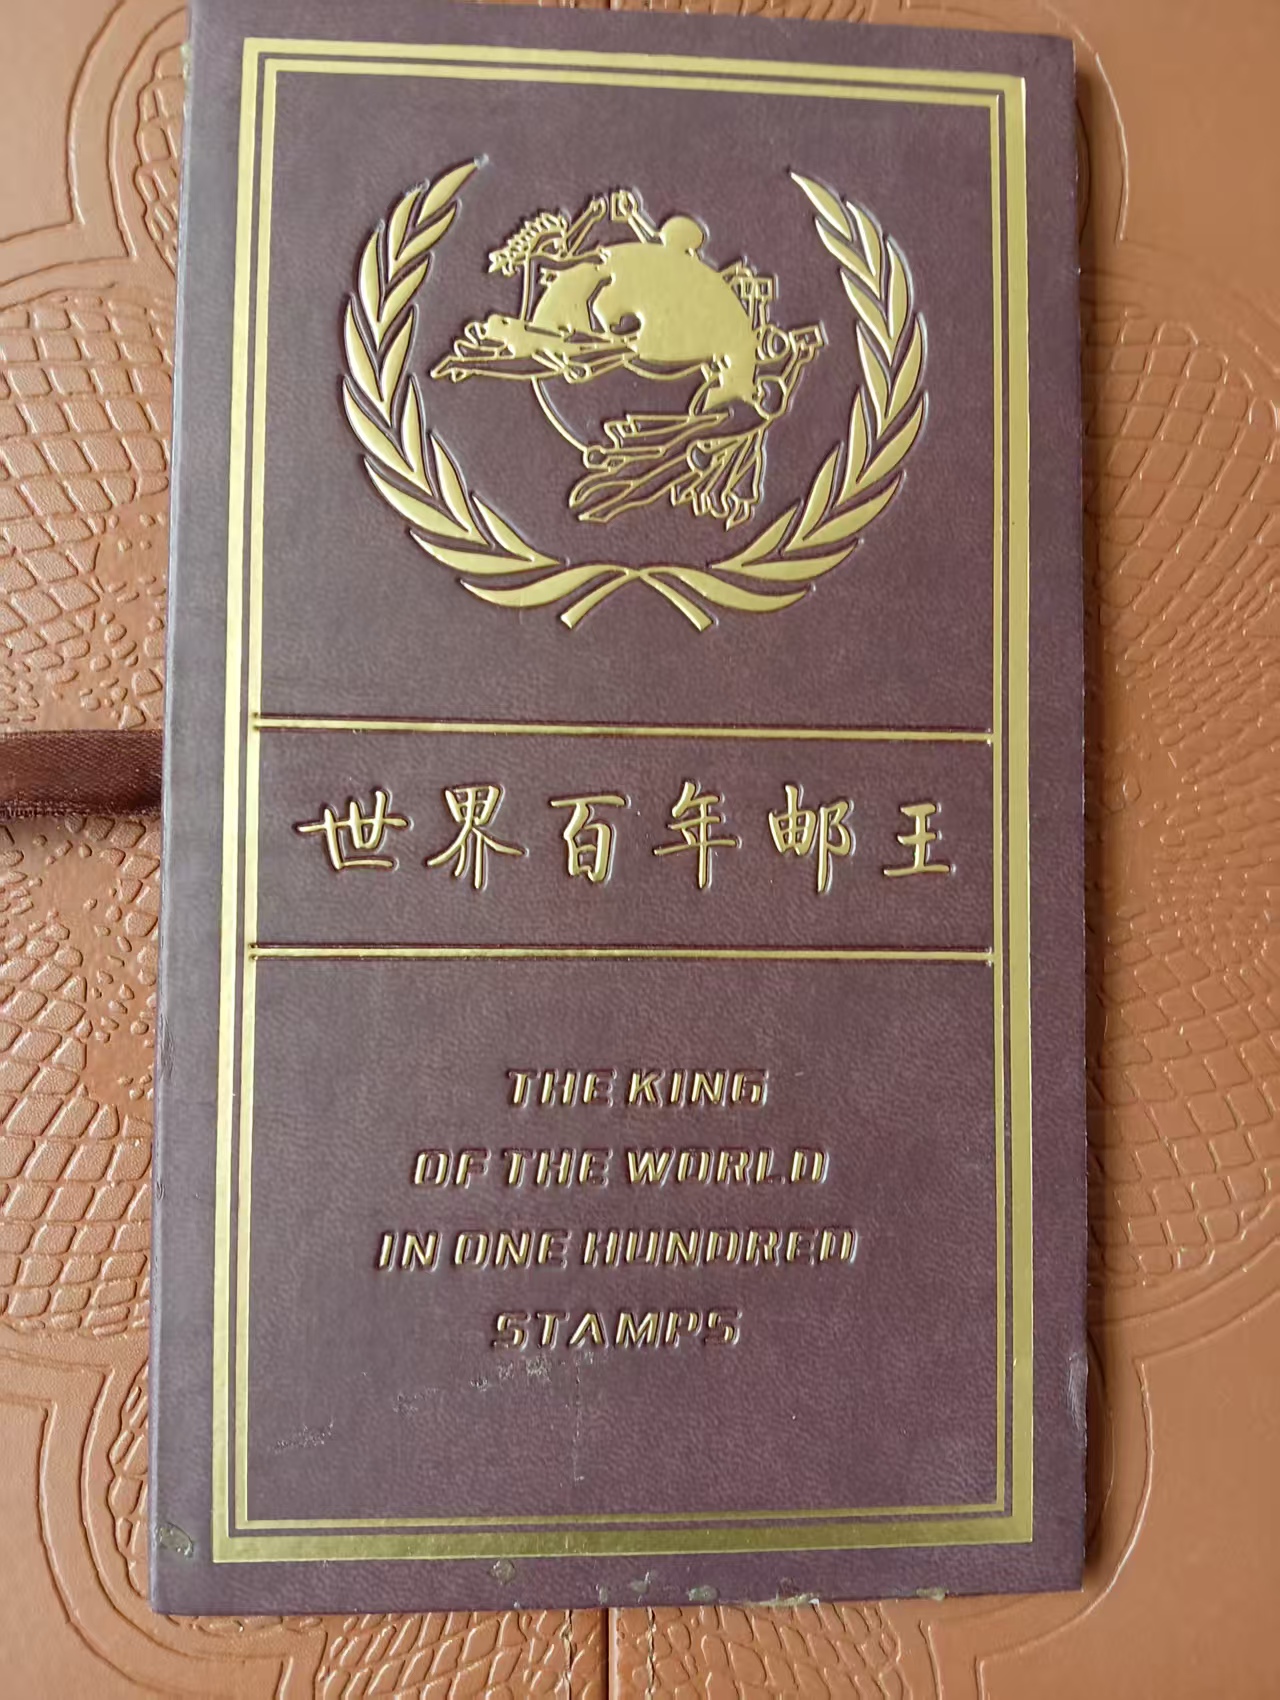 世界百年邮王
THE KING
OF THE WORLD
IN ONE HUNDRED
STAMPS